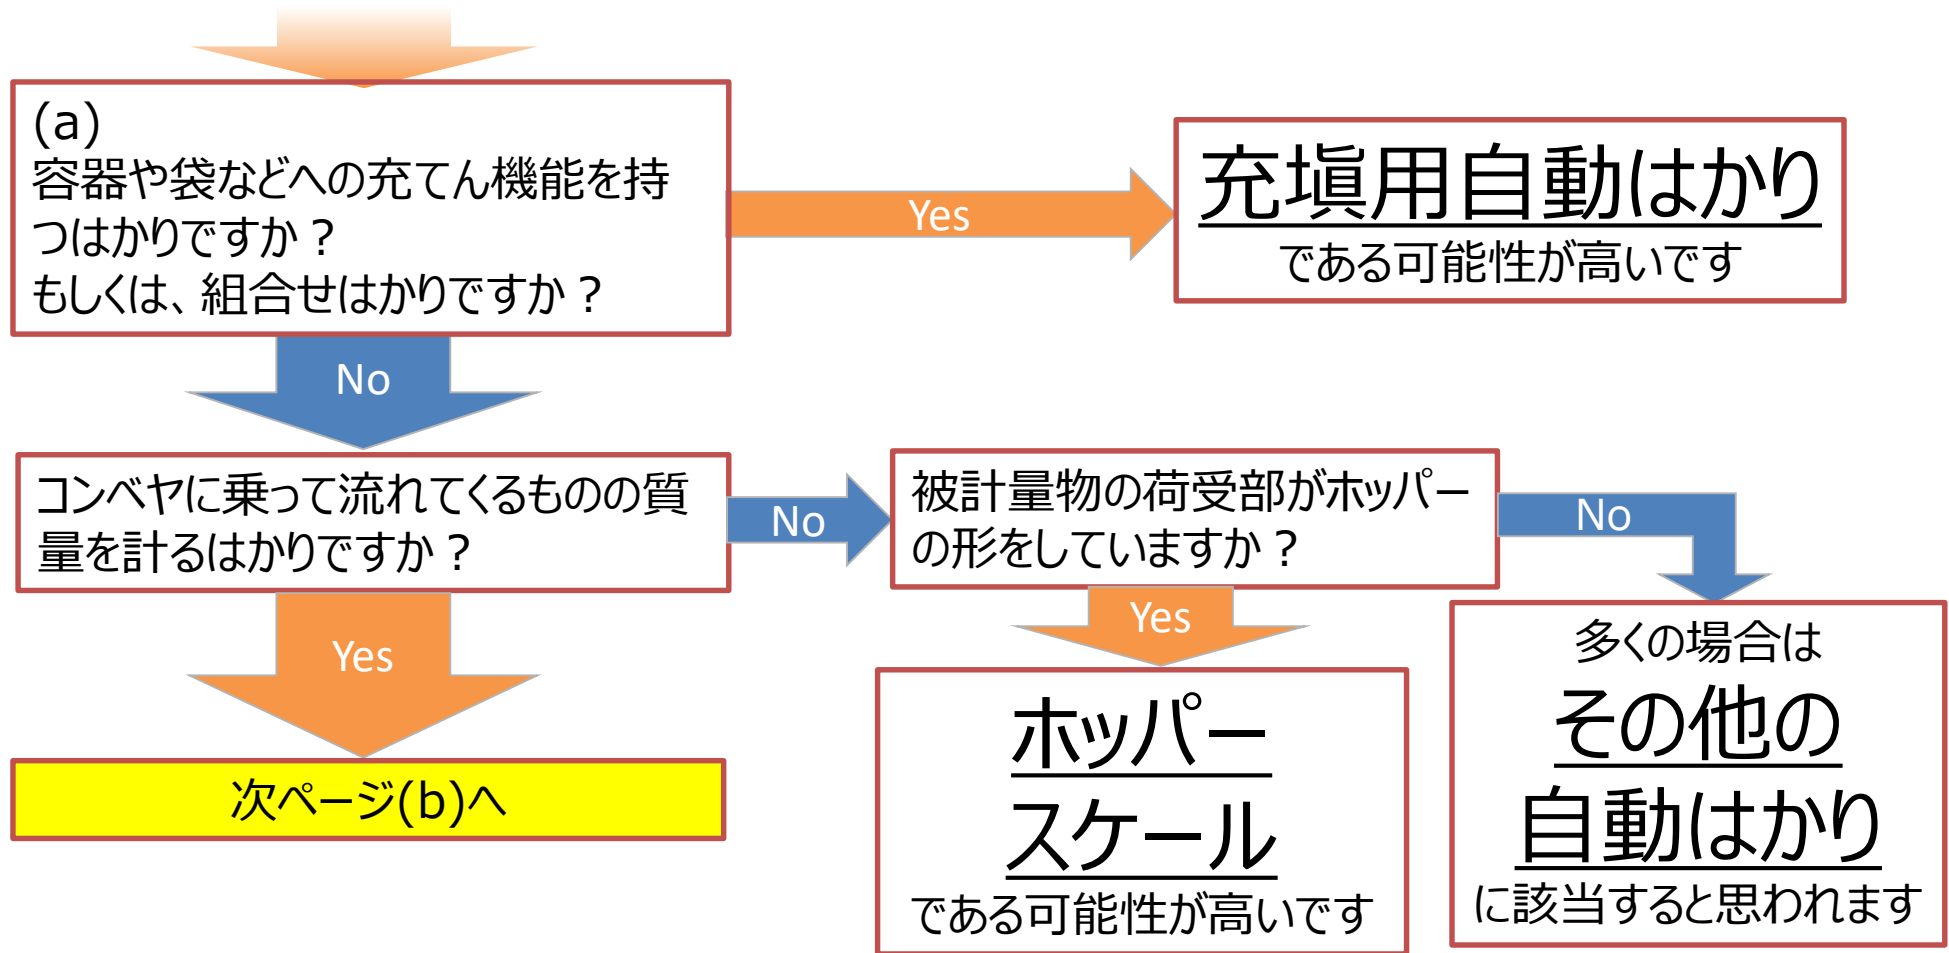 (a)
容器や袋などへの充てん機能を持
つはかりですか？
もしくは、組合せはかりですか？
Yes
充塡用自動はかり
である可能性が高いです
No
コンベヤに乗って流れてくるものの質
量を計るはかりですか？
No
被計量物の荷受部がホッパー
の形をしていますか？
No
Yes
次ページ(b)へ
Yes
ホッパー
スケール
である可能性が高いです
多くの場合は
その他の
自動はかり
に該当すると思われます